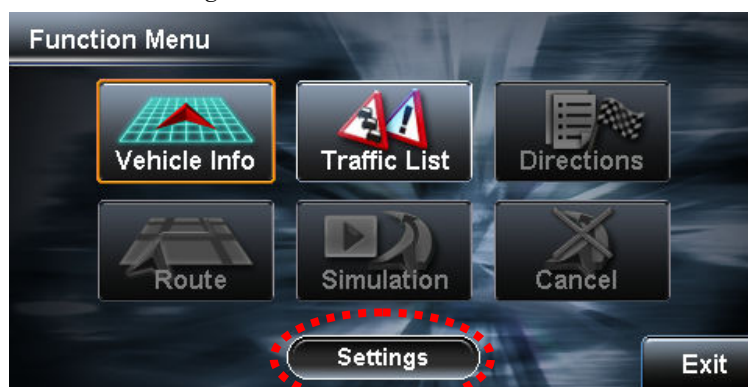 Function Menu
Vehicle Info Traffic List Directions
Route Simulation Cancel
Settings
Exit